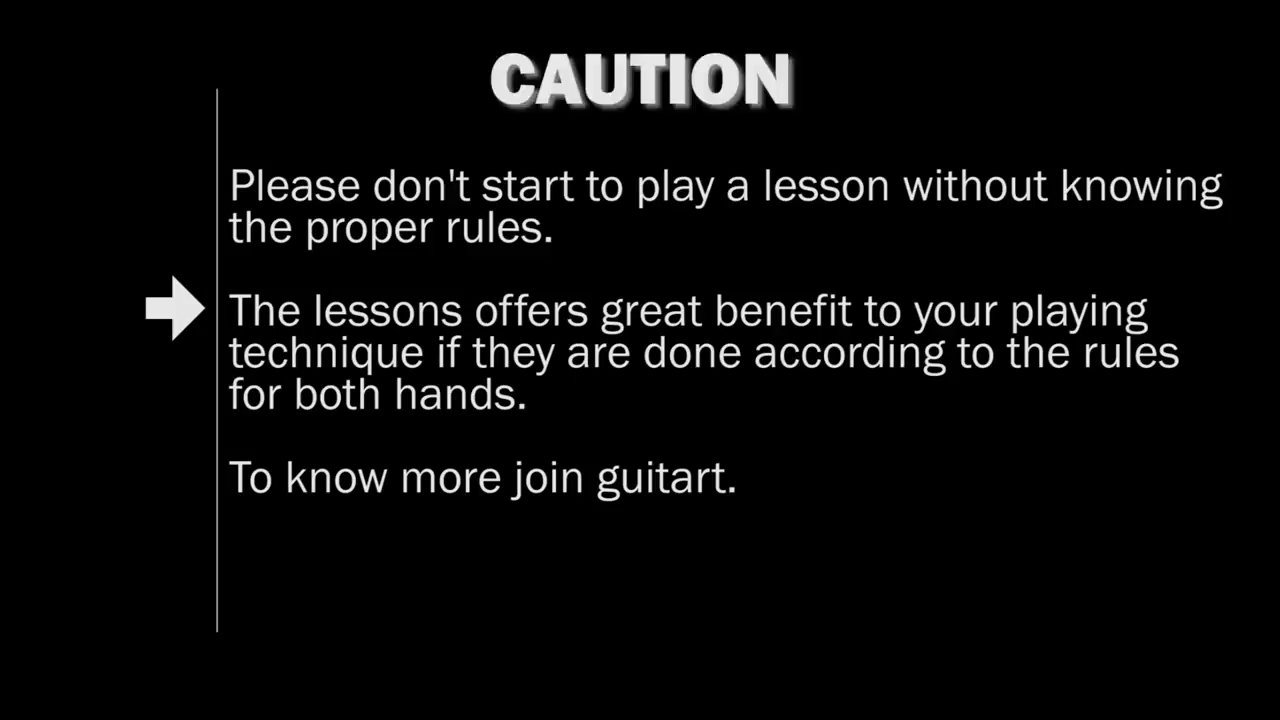 CAUTION
Please don't start to play a lesson without knowing
the proper rules.
The lessons offers great benefit to your playing
technique if they are done according to the rules
for both hands.
To know more join guitart.